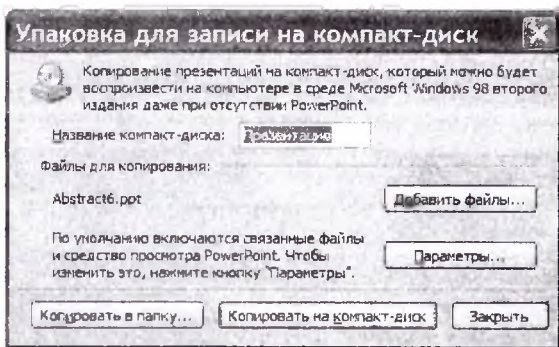 Упаковка для записи на компакт-диск
Копирование презентаций на компакт-диск, который можно будет
воспроизвести на компьютере в среде Microsoft Windows 98 второго
издания даже при отсутствии PowerPoint.
Название компакт-диска: Презентацию
Файлы для копирования:
Abstract6.ppt
Добавить файлы...
По умолчанию включаются связанные файлы
и средство просмотра PowerPoint. Чтобы
изменить это, нажмите кнопку "Параметры".
Параметры...
Копировать в папку... Копировать на компакт-диск Закрыть